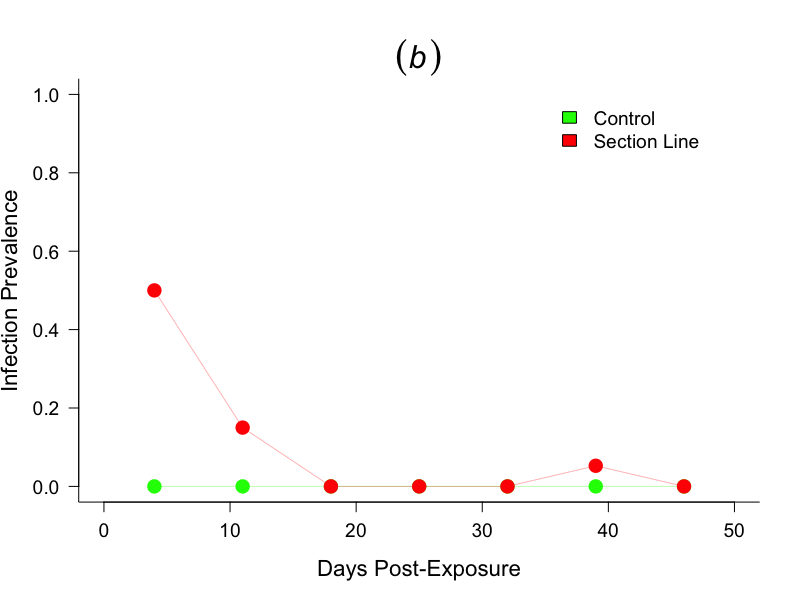 (b)
1.0
0.8
0.6
0.4
0.2
0.0
Infection Prevalence
Control
Section Line
0 10 20 30 40 50
Days Post-Exposure